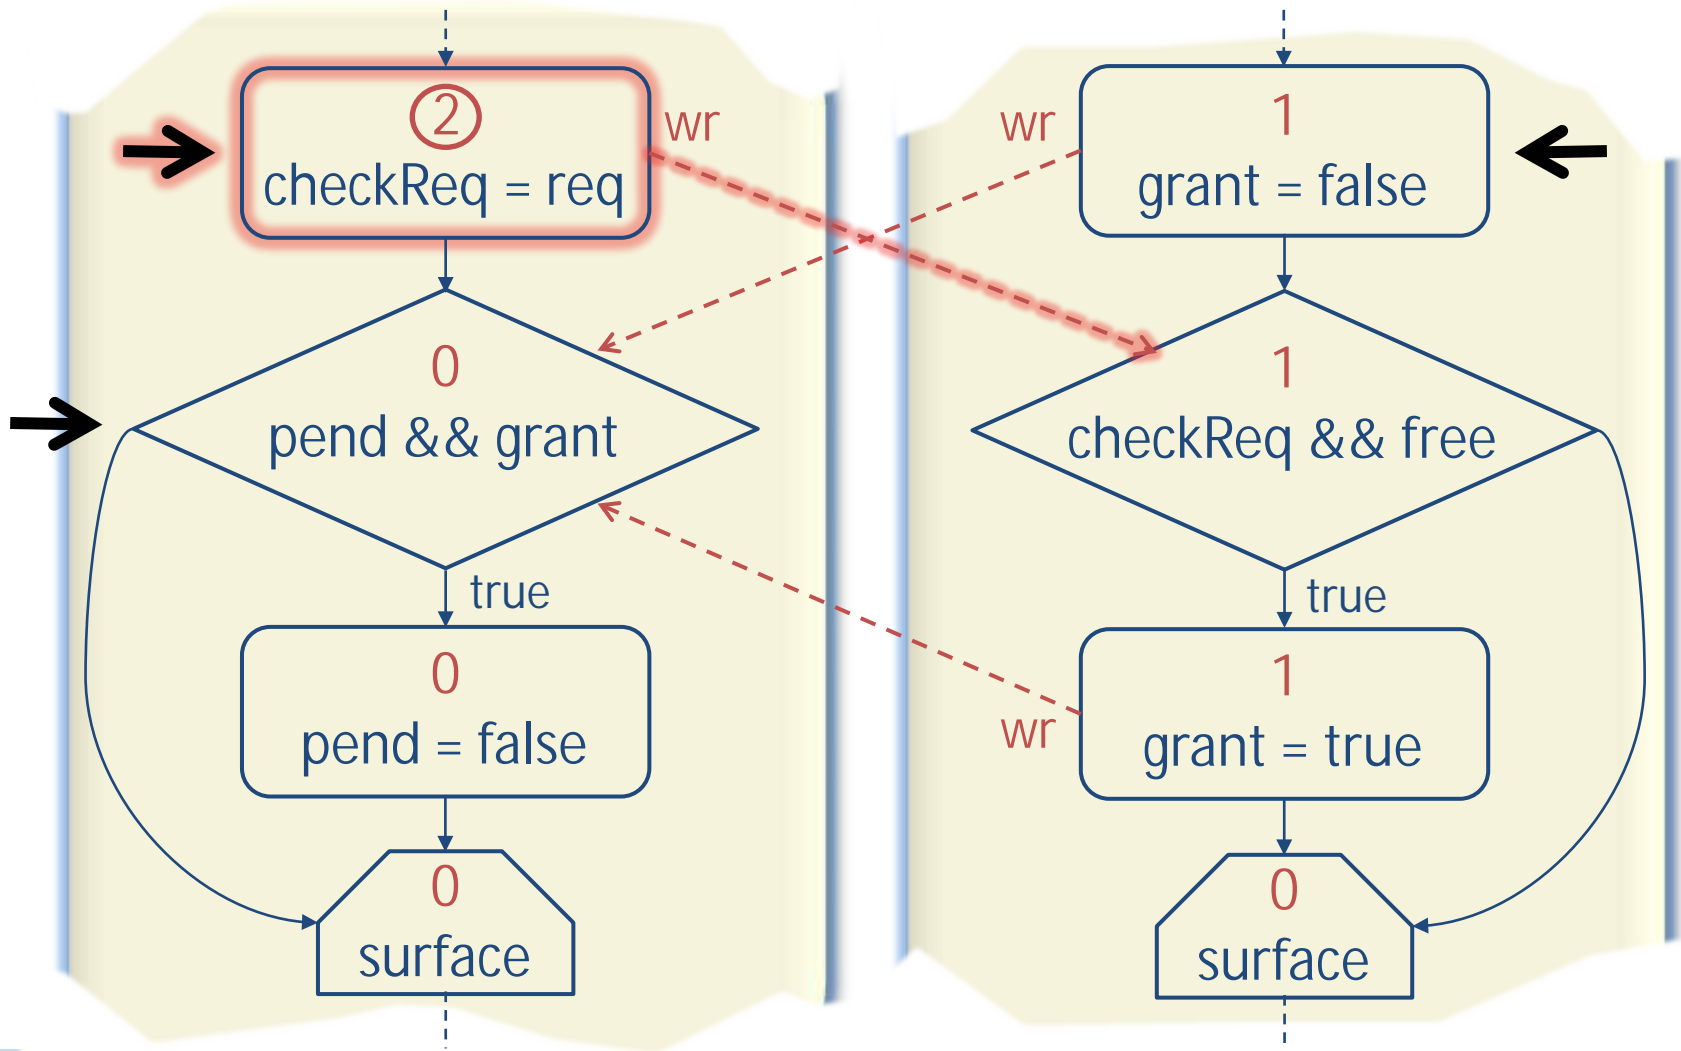 2
checkReq = req
wr
0
pend && grant
true
0
pend = false
0
surface
wr
1
grant = false
1
checkReq && free
true
wr
1
grant = true
0
surface